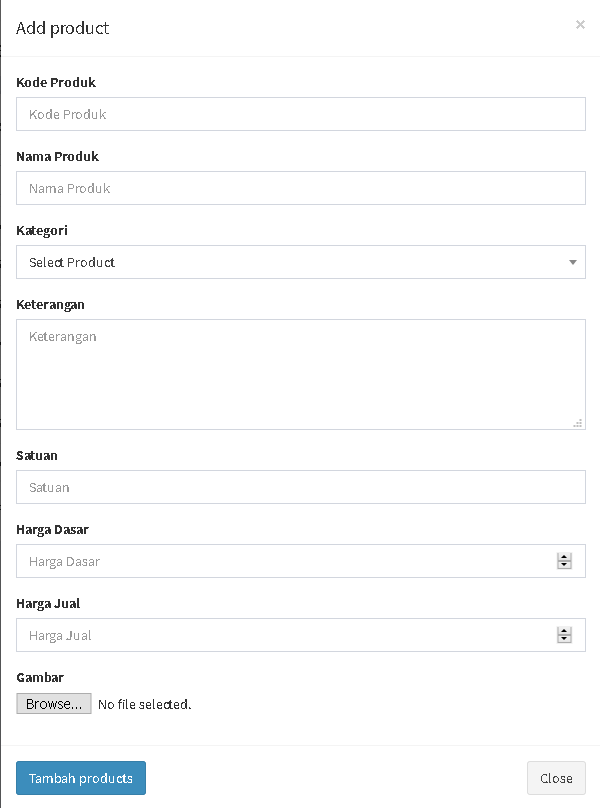 Add product ×
Kode Produk
Kode Produk
Nama Produk
Nama Produk
Kategori
Select Product
Keterangan
Keterangan
Satuan
Satuan
Harga Dasar
Harga Dasar
Harga Jual
Harga Jual
Gambar
Browse... No file selected.
Tambah products Close